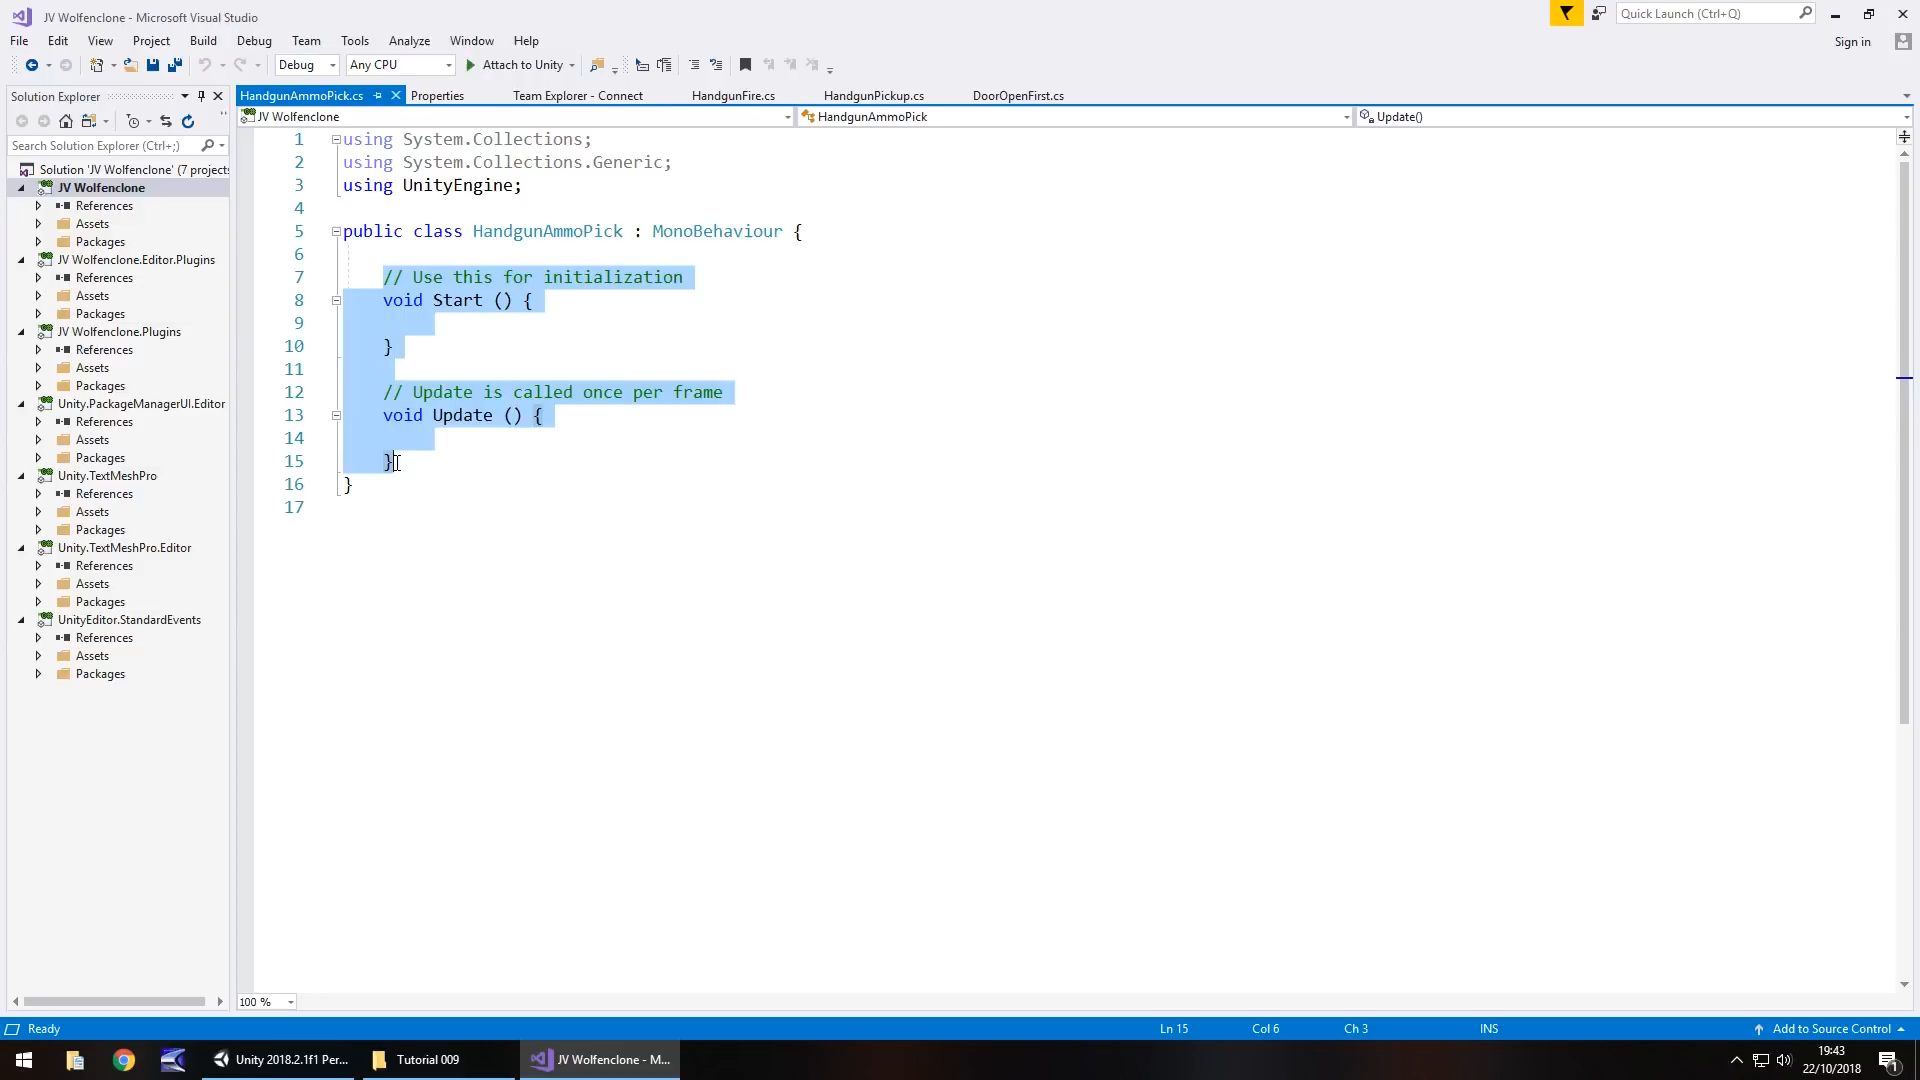 JV Wolfenclone - Microsoft Visual Studio
Quick Launch (Ctrl+Q)
File Edit View Project Build Debug Team Tools Analyze Window Help
Sign in
Debug Any CPU Attach to Unity
Solution Explorer
HandgunAmmoPick.cs Properties Team Explorer - Connect HandgunFire.cs HandgunPickup.cs DoorOpenFirst.cs
JV Wolfenclone HandgunAmmoPick Update()
Search Solution Explorer (Ctrl+;)
Solution 'JV Wolfenclone' (7 projects
JV Wolfenclone
References
Assets
Packages
JV Wolfenclone.Editor.Plugins
References
Assets
Packages
JV Wolfenclone.Plugins
References
Assets
Packages
Unity.PackageManagerUI.Editor
References
Assets
Packages
Unity.TextMeshPro
References
Assets
Packages
Unity.TextMeshPro.Editor
References
Assets
Packages
UnityEditor.StandardEvents
References
Assets
Packages
1 using System.Collections;
2 using System.Collections.Generic;
3 using UnityEngine;
4
5 public class HandgunAmmoPick : MonoBehaviour {
6
7 // Use this for initialization
8 void Start () {
9
10 }
11
12 // Update is called once per frame
13 void Update () {
14
15 }
16 }
17
100 %
Ready Ln 15 Col 6 Ch 3 INS Add to Source Control
Unity 2018.2.1f1 Per... Tutorial 009 JV Wolfenclone - M...
19:43
22/10/2018
1